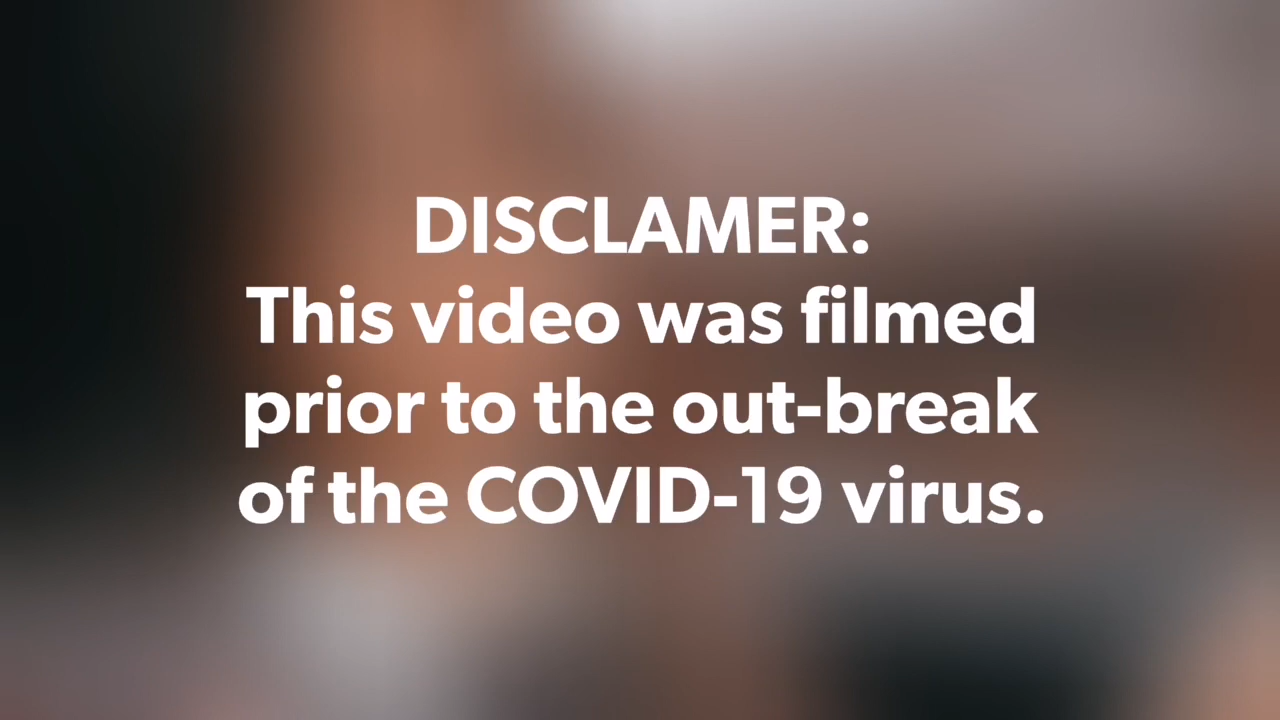 DISCLAMER:
This video was filmed
prior to the out-break
of the COVID-19 virus.